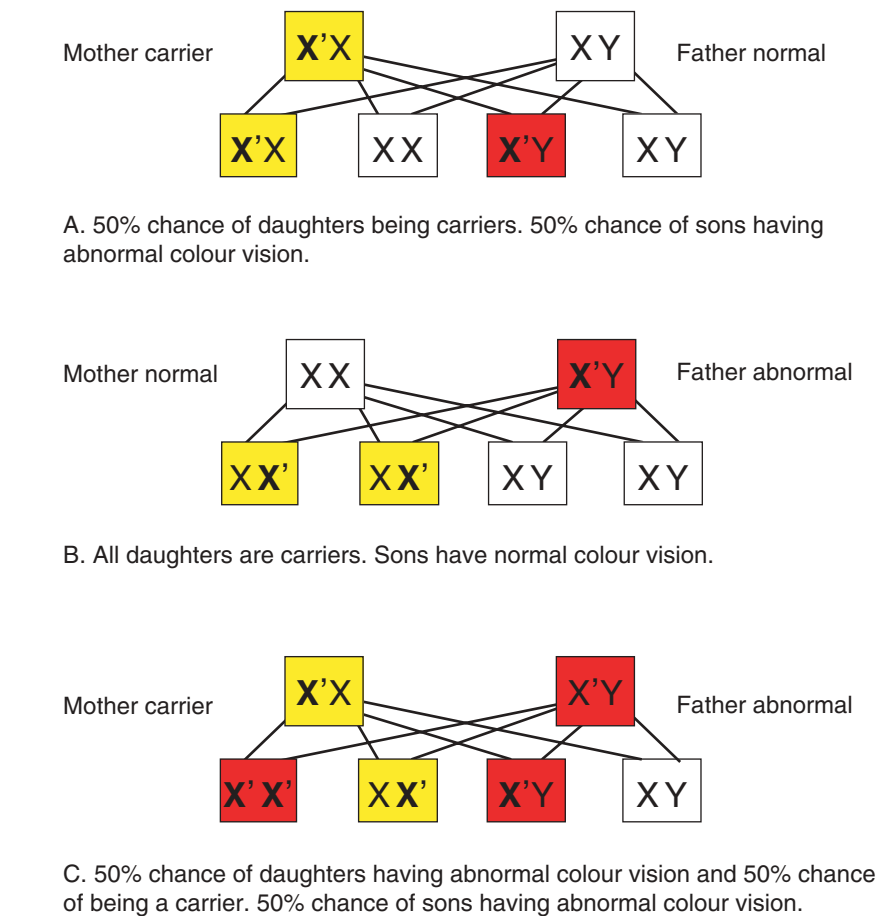 Mother carrier X’X XY Father normal
X’X XX X’Y XY
A. 50% chance of daughters being carriers. 50% chance of sons having
abnormal colour vision.
Mother normal XX X’Y Father abnormal
XX’ XX’ XY XY
B. All daughters are carriers. Sons have normal colour vision.
Mother carrier X’X X’Y Father abnormal
X’X’ XX’ X’Y XY
C. 50% chance of daughters having abnormal colour vision and 50% chance
of being a carrier. 50% chance of sons having abnormal colour vision.